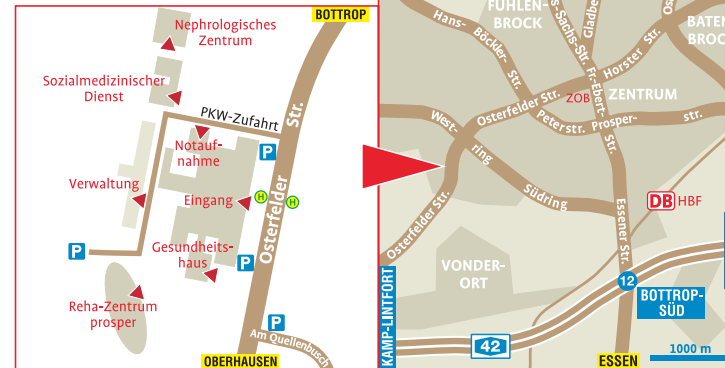 BOTTROP
Nephrologisches
Zentrum
Sozialmedizinischer
Dienst
PKW-Zufahrt
Notauf-
nahme
P
Verwaltung
Eingang
H
H
Osterfelder Str.
Gesundheits-
haus
P
P
Reha-Zentrum
prosper
P
Am Quellenbusch
OBERHAUSEN
FUHLEN-
BROCK
Hans-Böckler-Str.
Fr.-Ebert-Str.
Horster Str.
ZOB
ZENTRUM
Osterfelder Str.
Peterstr.
Prosper-
str.
West-
ring
Südring
Osterfelder Str.
DB HBF
Essener Str.
VONDER-
ORT
12
BOTTROP-
SÜD
KAMP-LINTFORT
42
ESSEN
1000 m